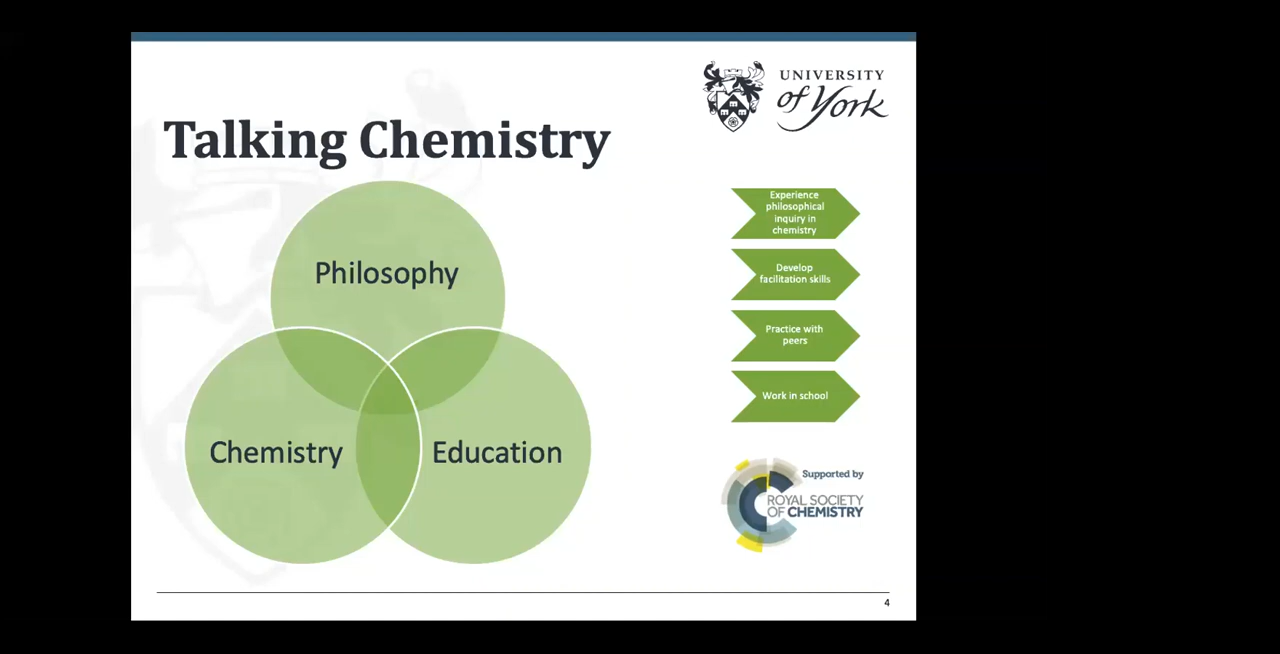 UNIVERSITY
of York
Talking Chemistry
Philosophy
Chemistry
Education
Experience
philosophical
inquiry in
chemistry
Develop
facilitation skills
Practice with
peers
Work in school
Supported by
ROYAL SOCIETY
OF CHEMISTRY
4